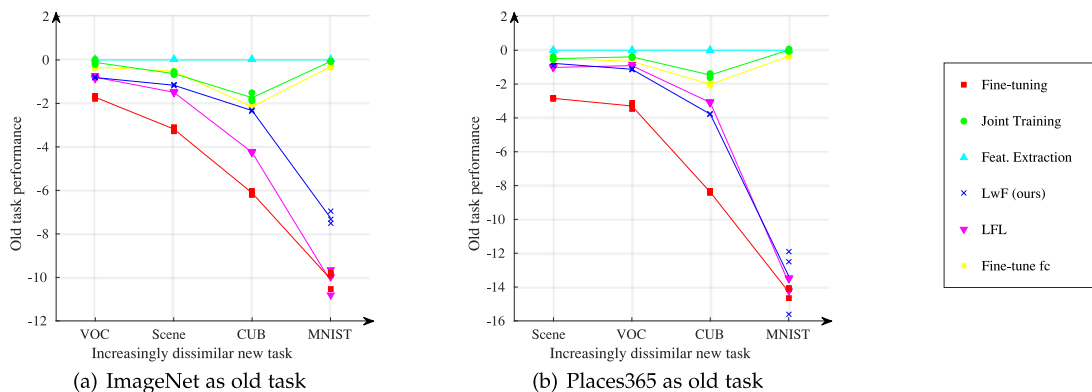 2
0
-2
-4
-6
-8
-10
-12
Old task performance
VOC
Scene
CUB
MNIST
Increasingly dissimilar new task
(a) ImageNet as old task
2
0
-2
-4
-6
-8
-10
-12
-14
-16
Old task performance
Scene
VOC
CUB
MNIST
Increasingly dissimilar new task
(b) Places365 as old task
Fine-tuning
Joint Training
Feat. Extraction
LwF (ours)
LFL
Fine-tune fc